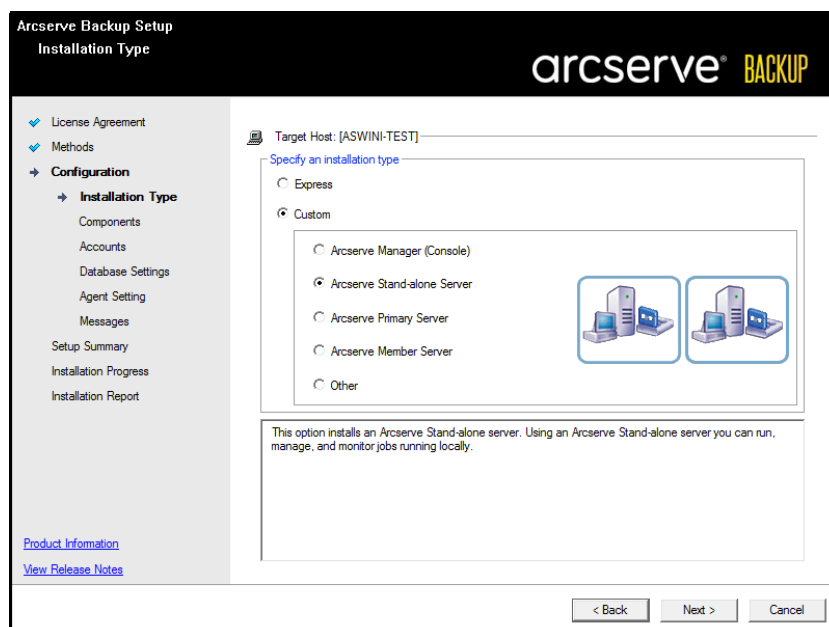 Arcserve Backup Setup
Installation Type
arcserve® BACKUP
License Agreement
Methods
Configuration
Installation Type
Components
Accounts
Database Settings
Agent Setting
Messages
Setup Summary
Installation Progress
Installation Report
Product Information
View Release Notes
Target Host: [ASWINI-TEST]
Specify an installation type
Express
Custom
Arcserve Manager (Console)
Arcserve Stand-alone Server
Arcserve Primary Server
Arcserve Member Server
Other
This option installs an Arcserve Stand-alone server. Using an Arcserve Stand-alone server you can run,
manage, and monitor jobs running locally.
< Back
Next >
Cancel